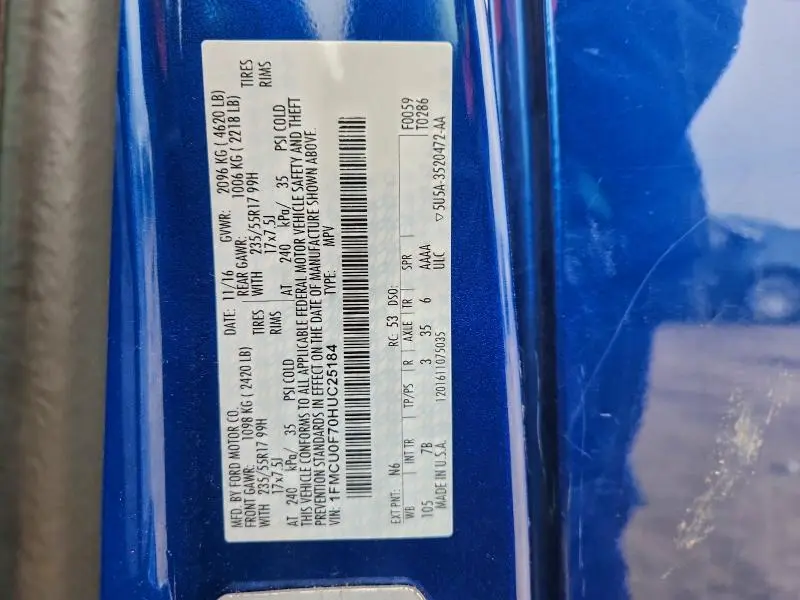 MFD. BY FORD MOTOR CO.
DATE: 11/16 GVWR: 2096 KG ( 4620 LB)
FRONT GAWR: 1098 KG ( 2420 LB) REAR GAWR: 1006 KG ( 2218 LB)
WITH 235/55R17 99H TIRES WITH 235/55R17 99H TIRES
17x7.5J RIMS 17x7.5J RIMS
AT 240 kPa/ 35 PSI COLD AT 240 kPa/ 35 PSI COLD
THIS VEHICLE CONFORMS TO ALL APPLICABLE FEDERAL MOTOR VEHICLE SAFETY AND THEFT
PREVENTION STANDARDS IN EFFECT ON THE DATE OF MANUFACTURE SHOWN ABOVE.
VIN: 1FMCU0F70HUC25184 TYPE: MPV
EXT PNT: N6 RC: 53 DSO: F0059
WB INT TR TP/PS R AXLE TR SPR T0286
105 7B 3 35 6 AAAA
MADE IN U.S.A. 1201611075035 ULC ▽5U5A-3520472-AA